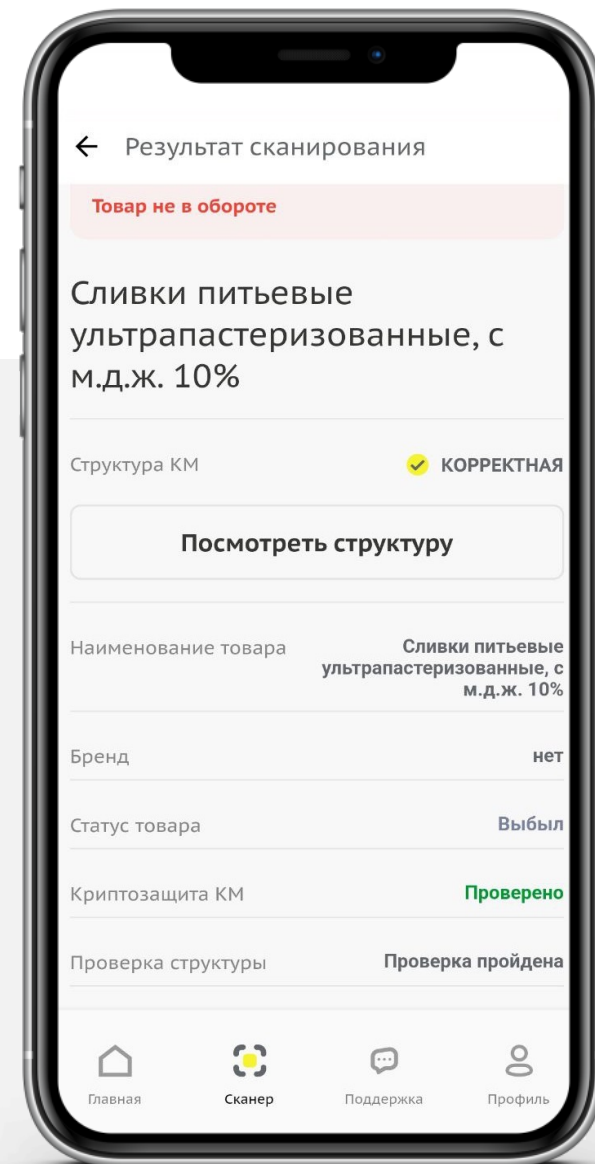 Результат сканирования
Товар не в обороте
Сливки питьевые
ультрапастеризованные, с
м.д.ж. 10%
Структура КМ
КОРРЕКТНАЯ
Посмотреть структуру
Наименование товара
Сливки питьевые
ультрапастеризованные, с
м.д.ж. 10%
Бренд
нет
Статус товара
Выбыл
Криптозащита КМ
Проверено
Проверка структуры
Проверка пройдена
Главная
Сканер
Поддержка
Профиль